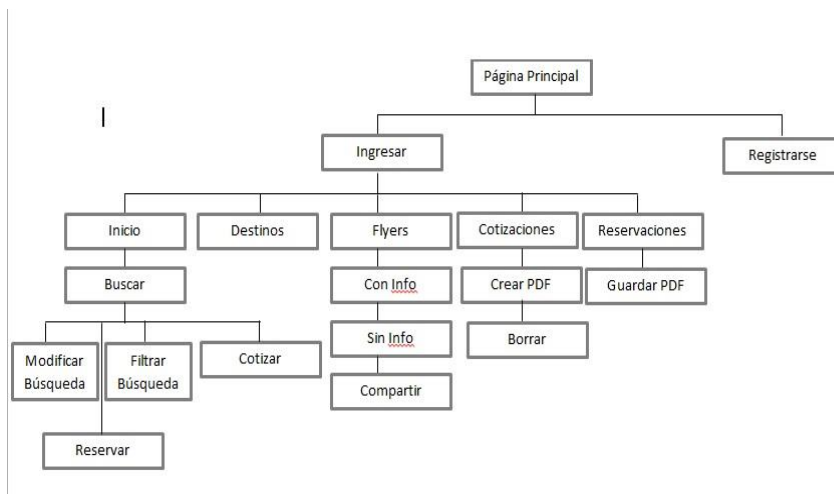 Página Principal
Ingresar
Registrarse
Inicio
Destinos
Flyers
Cotizaciones
Reservaciones
Buscar
Con Info
Crear PDF
Guardar PDF
Sin Info
Borrar
Modificar
Búsqueda
Filtrar
Búsqueda
Cotizar
Compartir
Reservar